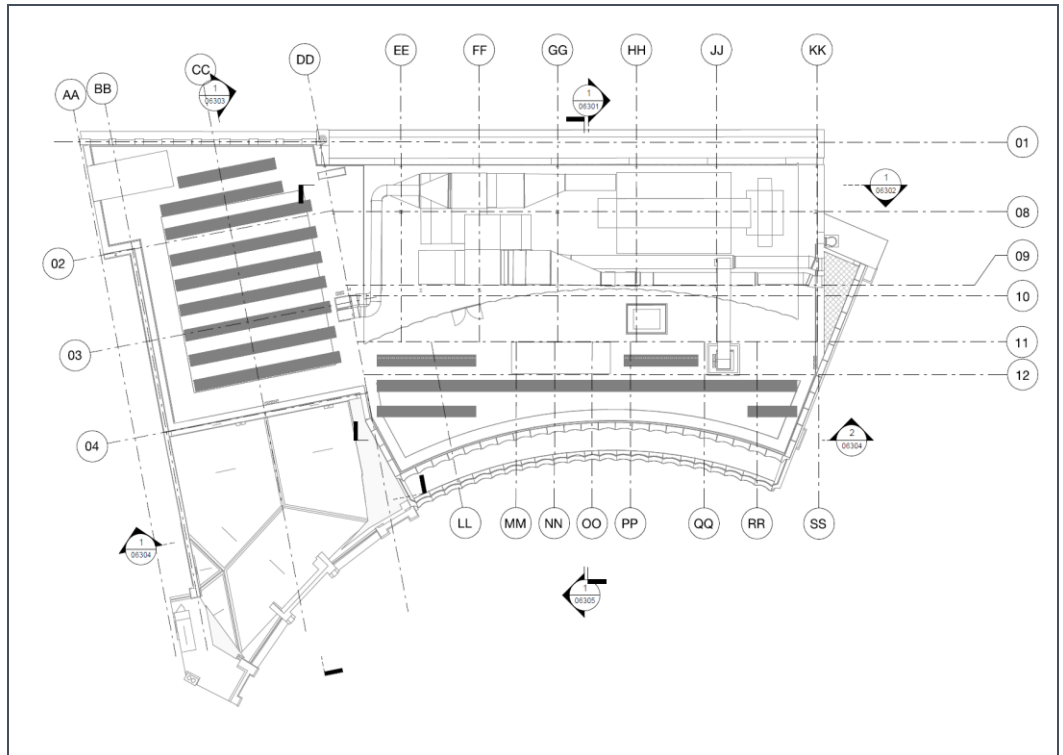 EE
FF
GG
HH
JJ
KK
DD
CC
BB
AA
1
06303
1
06301
01
1
06302
08
02
09
10
11
03
12
04
2
06304
LL
MM
NN
OO
PP
QQ
RR
SS
1
06304
1
06305